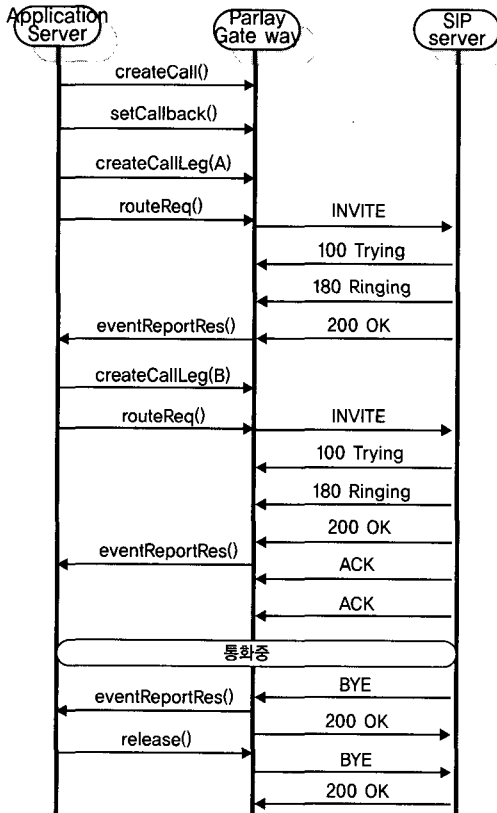 Application
Server
Parlay
Gate way
SIP
server
createCall()
setCallback()
createCallLeg(A)
routeReq()
INVITE
100 Trying
180 Ringing
eventReportRes()
200 OK
createCallLeg(B)
routeReq()
INVITE
100 Trying
180 Ringing
200 OK
eventReportRes()
ACK
ACK
통화중
BYE
eventReportRes()
200 OK
release()
BYE
200 OK